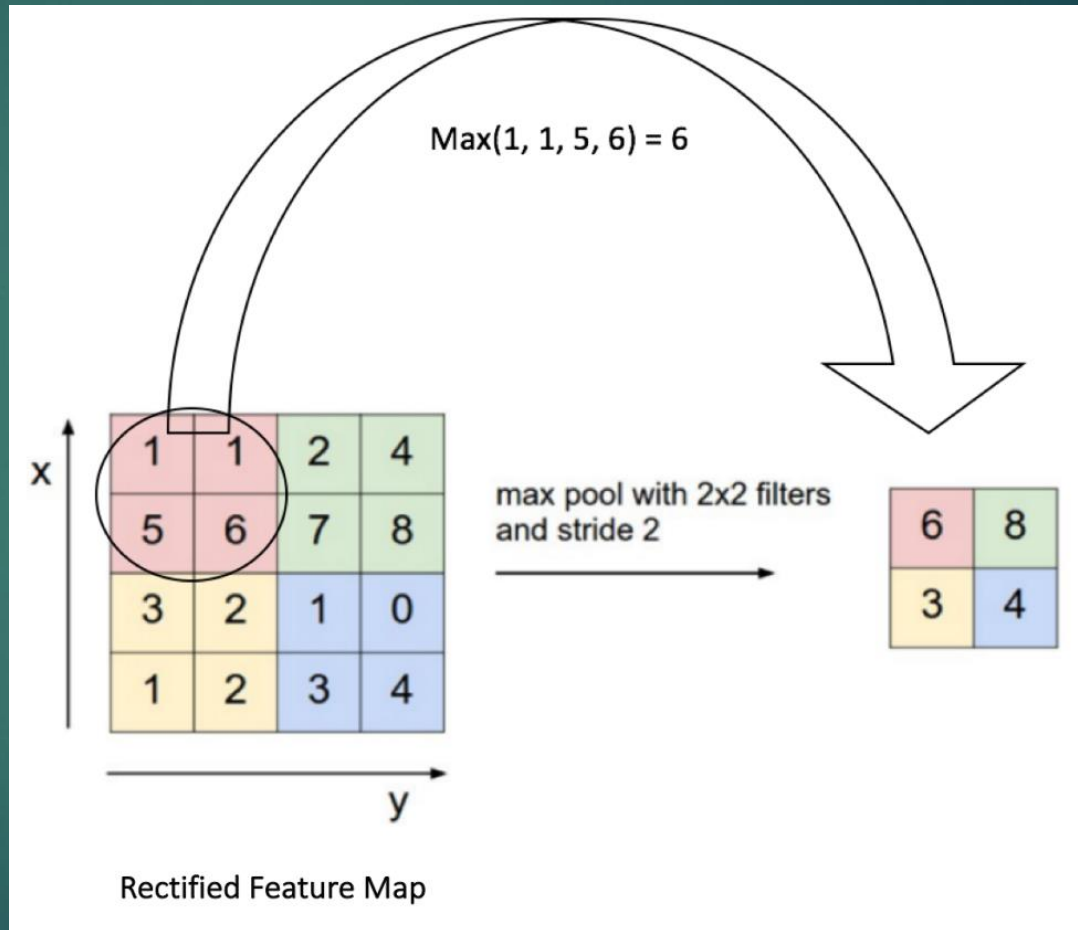 Max(1, 1, 5, 6) = 6
x
1 1 2 4
5 6 7 8
3 2 1 0
1 2 3 4
y
max pool with 2x2 filters
and stride 2
6 8
3 4
Rectified Feature Map